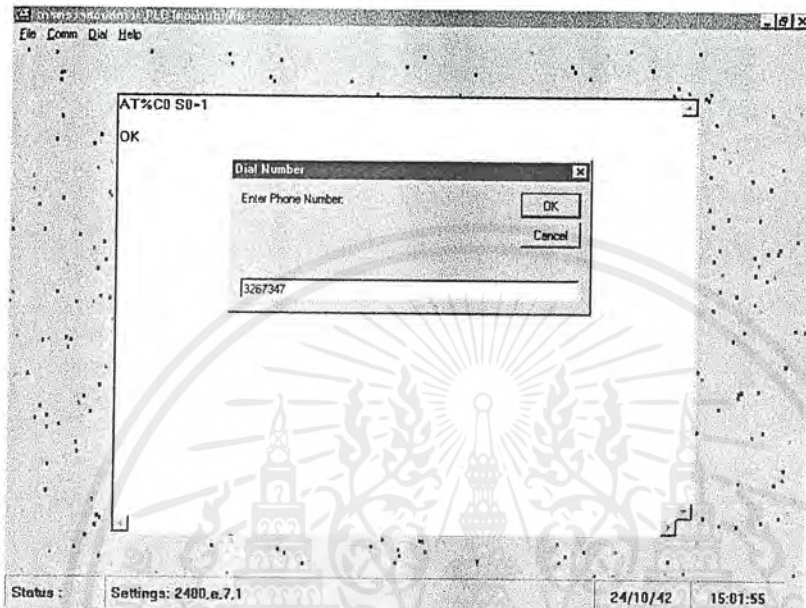 File Comm Dial Help
AT%C0 S0-1
OK
Dial Number
Enter Phone Number:
OK
Cancel
3267347
Status : Settings: 2400,e,7,1 24/10/42 15:01:55